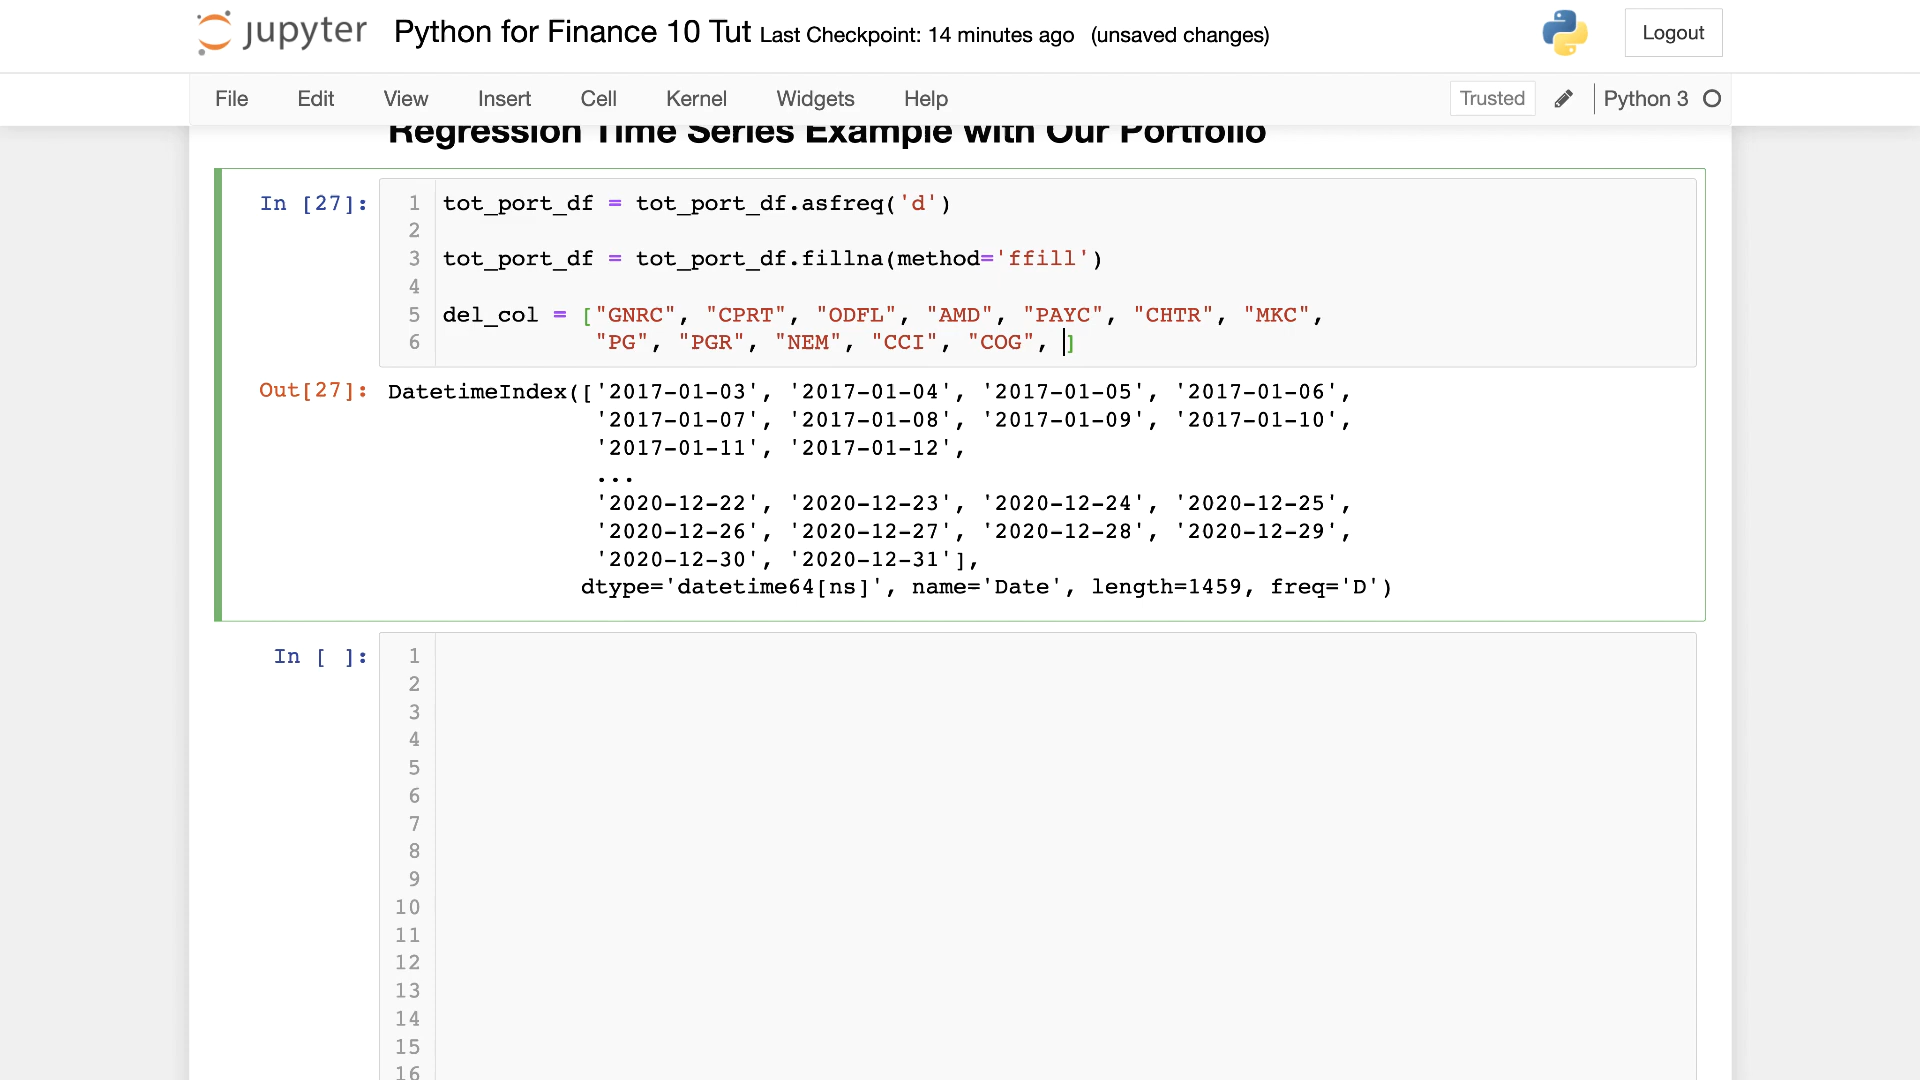 jupyter Python for Finance 10 Tut Last Checkpoint: 14 minutes ago (unsaved changes) Logout
File Edit View Insert Cell Kernel Widgets Help Trusted Python 3
Regression Time Series Example with Our Portfolio
In [27]: 1 tot_port_df = tot_port_df.asfreq('d')
2
3 tot_port_df = tot_port_df.fillna(method='ffill')
4
5 del_col = ["GNRC", "CPRT", "ODFL", "AMD", "PAYC", "CHTR", "MKC",
6 "PG", "PGR", "NEM", "CCI", "COG", ]
Out[27]: DatetimeIndex(['2017-01-03', '2017-01-04', '2017-01-05', '2017-01-06',
'2017-01-07', '2017-01-08', '2017-01-09', '2017-01-10',
'2017-01-11', '2017-01-12',
...
'2020-12-22', '2020-12-23', '2020-12-24', '2020-12-25',
'2020-12-26', '2020-12-27', '2020-12-28', '2020-12-29',
'2020-12-30', '2020-12-31'],
dtype='datetime64[ns]', name='Date', length=1459, freq='D')
In [ ]: 1
2
3
4
5
6
7
8
9
10
11
12
13
14
15
16